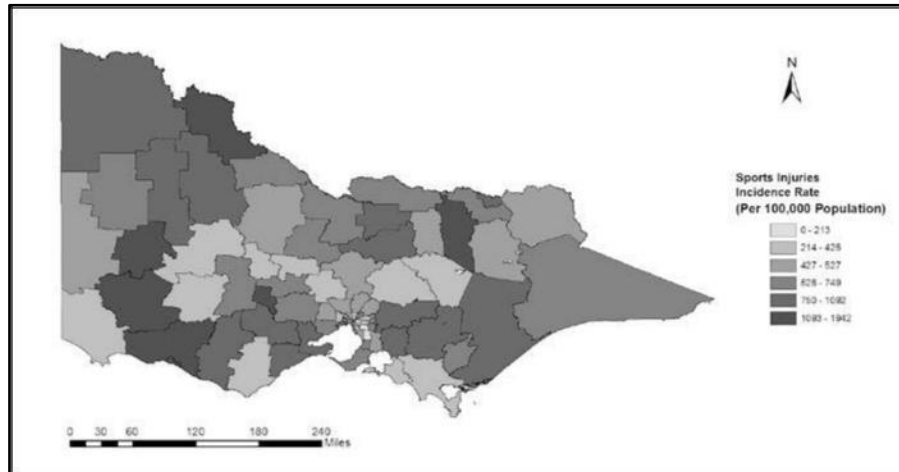 N
Sports Injuries
Incidence Rate
(Per 100,000 Population)
0 - 213
214 - 426
427 - 527
528 - 749
750 - 1092
1093 - 1942
0 30 60 120 180 240
Miles